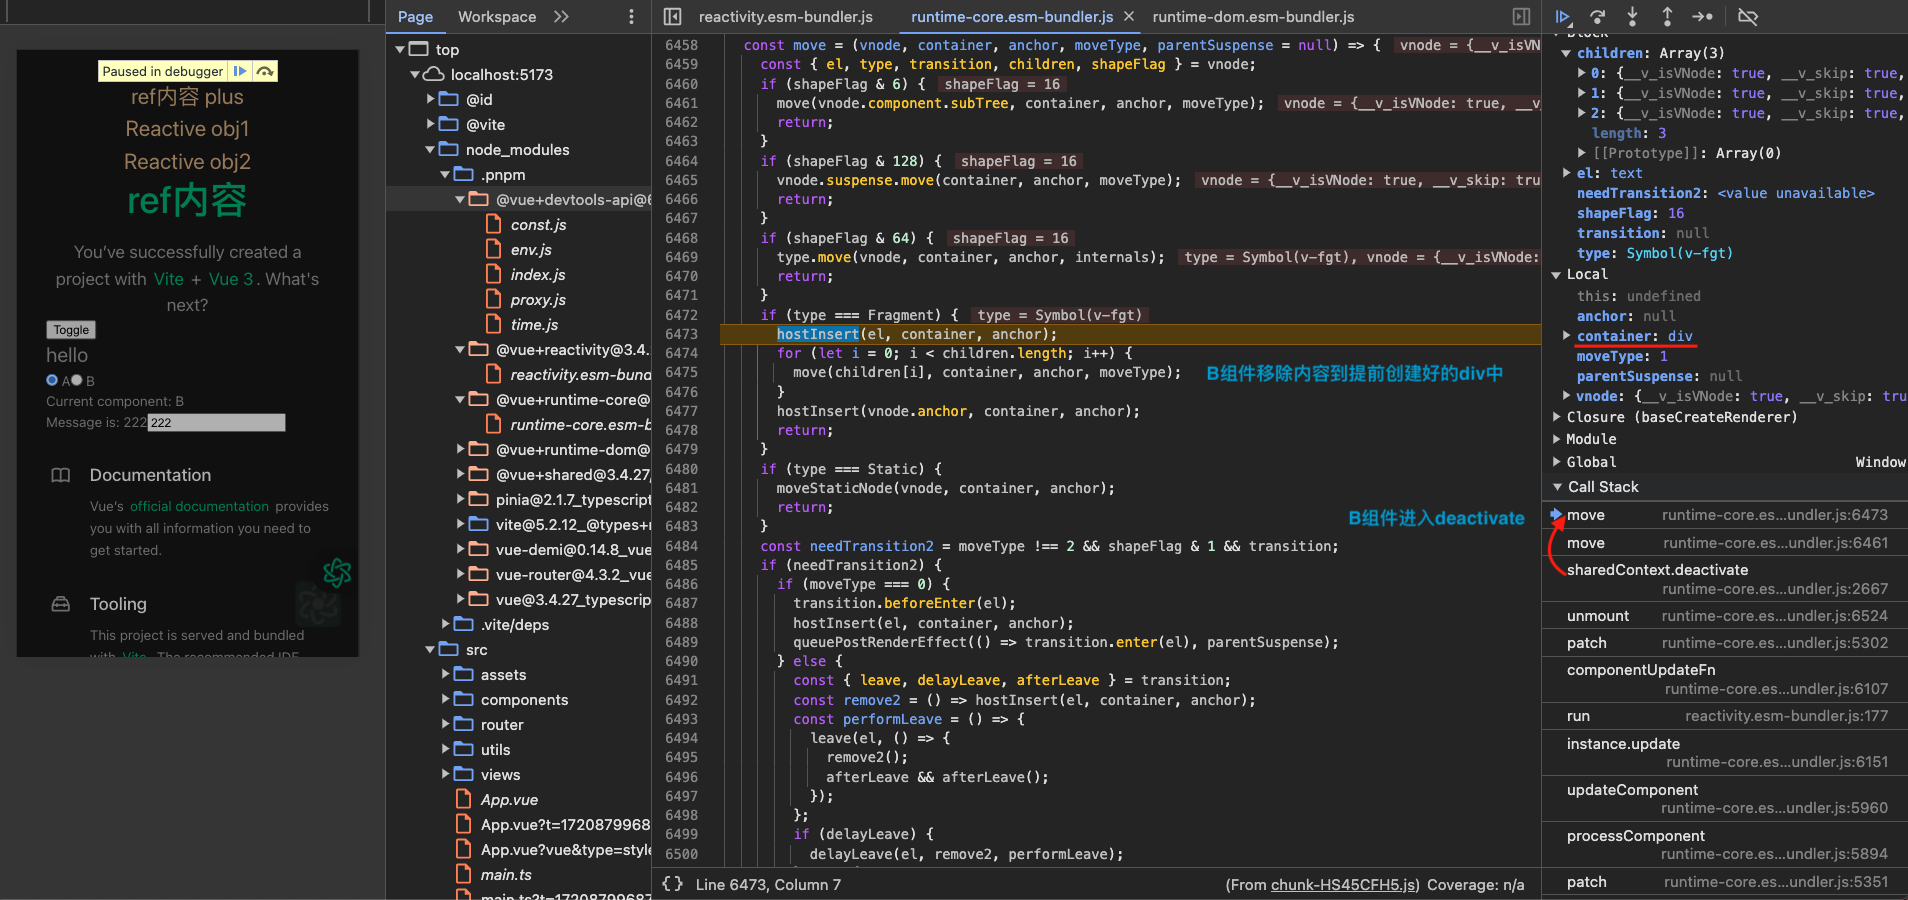 Paused in debugger
ref内容 plus
Reactive obj1
Reactive obj2
ref内容
You've successfully created a
project with Vite + Vue 3. What's
next?
Toggle
hello
A B
Current component: B
Message is: 222 222
Documentation
Vue's official documentation provides
you with all information you need to
get started.
Tooling
This project is served and bundled
with Vite. The recommended IDE
Page Workspace
top
localhost:5173
@id
@vite
node_modules
.pnpm
@vue+devtools-api@6
const.js
env.js
index.js
proxy.js
time.js
@vue+reactivity@3.4.
reactivity.esm-bund
@vue+runtime-core@
runtime-core.esm-b
@vue+runtime-dom@
@vue+shared@3.4.27
pinia@2.1.7_typescript
vite@5.2.12_@types+
vue-demi@0.14.8_vue
vue-router@4.3.2_vue
vue@3.4.27_typescrip
.vite/deps
src
assets
components
router
utils
views
App.vue
App.vue?t=1720879968
App.vue?vue&type=style
main.ts
main.ts?t=172087996
reactivity.esm-bundler.js runtime-core.esm-bundler.js × runtime-dom.esm-bundler.js
6458 const move = (vnode, container, anchor, moveType, parentSuspense = null) => { vnode = {__v_isVN
6459 const { el, type, transition, children, shapeFlag } = vnode;
6460 if (shapeFlag & 6) { shapeFlag = 16
6461 move(vnode.component.subTree, container, anchor, moveType); vnode = {__v_isVNode: true, __v_
6462 return;
6463 }
6464 if (shapeFlag & 128) { shapeFlag = 16
6465 vnode.suspense.move(container, anchor, moveType); vnode = {__v_isVNode: true, __v_skip: tru
6466 return;
6467 }
6468 if (shapeFlag & 64) { shapeFlag = 16
6469 type.move(vnode, container, anchor, internals); type = Symbol(v-fgt), vnode = {__v_isVNode:
6470 return;
6471 }
6472 if (type === Fragment) { type = Symbol(v-fgt)
6473 hostInsert(el, container, anchor);
6474 for (let i = 0; i < children.length; i++) {
6475 move(children[i], container, anchor, moveType); B组件移除内容到提前创建好的div中
6476 }
6477 hostInsert(vnode.anchor, container, anchor);
6478 return;
6479 }
6480 if (type === Static) {
6481 moveStaticNode(vnode, container, anchor);
6482 return;
6483 } B组件进入deactivate
6484 const needTransition2 = moveType !== 2 && shapeFlag & 1 && transition;
6485 if (needTransition2) {
6486 if (moveType === 0) {
6487 transition.beforeEnter(el);
6488 hostInsert(el, container, anchor);
6489 queuePostRenderEffect(() => transition.enter(el), parentSuspense);
6490 } else {
6491 const { leave, delayLeave, afterLeave } = transition;
6492 const remove2 = () => hostInsert(el, container, anchor);
6493 const performLeave = () => {
6494 leave(el, () => {
6495 remove2();
6496 afterLeave && afterLeave();
6497 });
6498 };
6499 if (delayLeave) {
6500 delayLeave(el, remove2, performLeave);
{} Line 6473, Column 7 (From chunk-HS45CFH5.js) Coverage: n/a
Block
children: Array(3)
0: {__v_isVNode: true, __v_skip: true,
1: {__v_isVNode: true, __v_skip: true,
2: {__v_isVNode: true, __v_skip: true,
length: 3
[[Prototype]]: Array(0)
el: text
needTransition2: <value unavailable>
shapeFlag: 16
transition: null
type: Symbol(v-fgt)
Local
this: undefined
anchor: null
container: div
moveType: 1
parentSuspense: null
vnode: {__v_isVNode: true, __v_skip: tru
Closure (baseCreateRenderer)
Module
Global Window
Call Stack
move runtime-core.es…undler.js:6473
move runtime-core.es…undler.js:6461
sharedContext.deactivate
runtime-core.es…undler.js:2667
unmount runtime-core.es…undler.js:6524
patch runtime-core.es…undler.js:5302
componentUpdateFn
runtime-core.es…undler.js:6107
run reactivity.esm-bundler.js:177
instance.update
runtime-core.es…undler.js:6151
updateComponent
runtime-core.es…undler.js:5960
processComponent
runtime-core.es…undler.js:5894
patch runtime-core.es…undler.js:5351